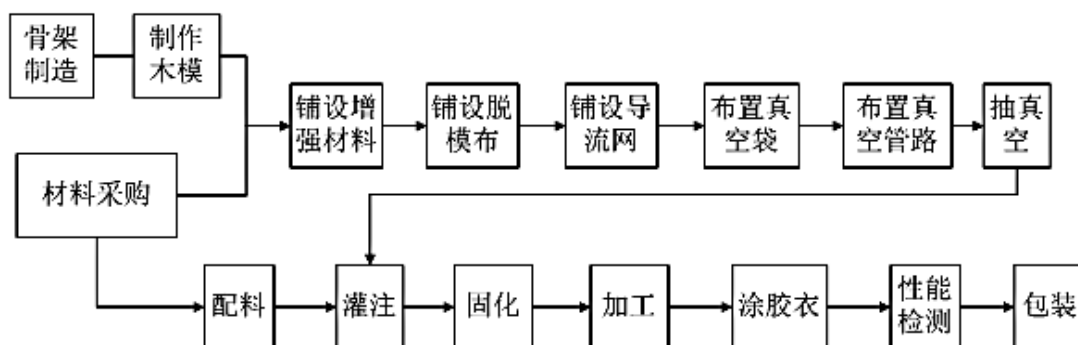 骨架
制造
制作
木模
铺设增
强材料
铺设脱
模布
铺设导
流网
布置真
空袋
布置真
空管路
抽真
空
材料采购
配料
灌注
固化
加工
涂胶衣
性能
检测
包装